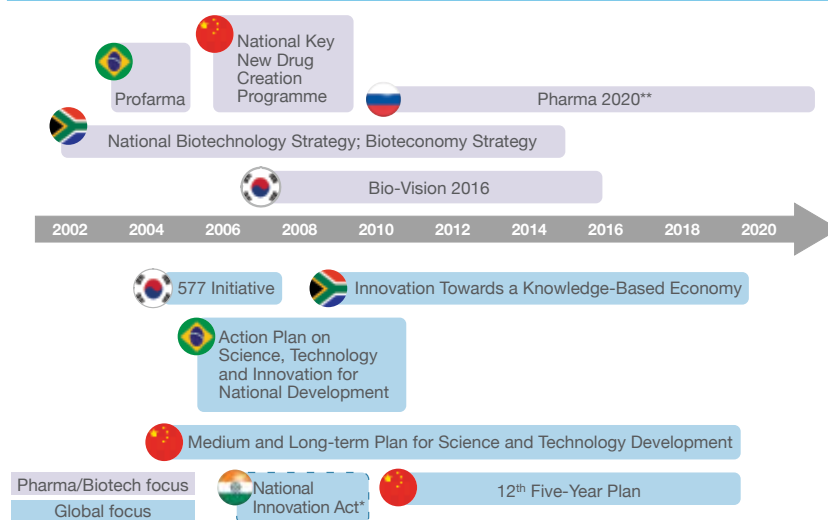 National Key
New Drug
Creation
Programme
Profarma
Pharma 2020**
National Biotechnology Strategy; Bioteconomy Strategy
Bio-Vision 2016
2002 2004 2006 2008 2010 2012 2014 2016 2018 2020
577 Initiative
Innovation Towards a Knowledge-Based Economy
Action Plan on
Science, Technology
and Innovation for
National Development
Medium and Long-term Plan for Science and Technology Development
Pharma/Biotech focus
Global focus
National
Innovation Act*
12th Five-Year Plan